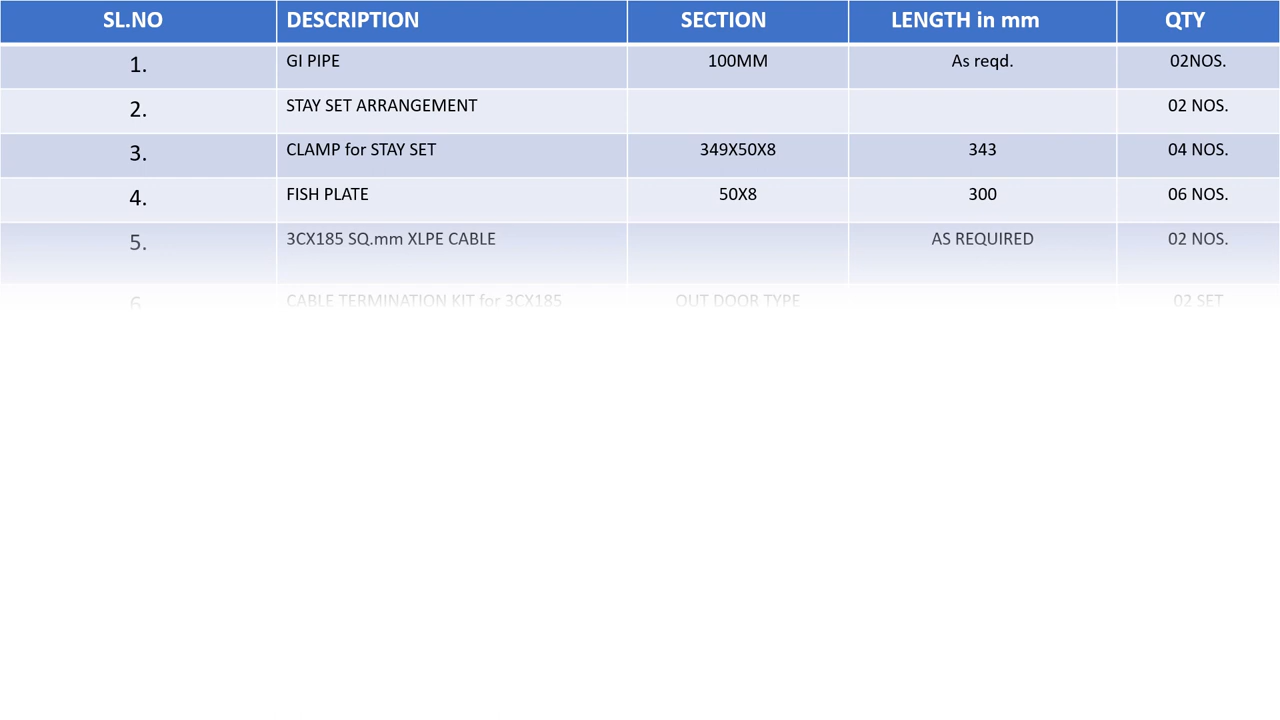 SL.NO DESCRIPTION SECTION LENGTH in mm QTY
1. GI PIPE 100MM As reqd. 02NOS.
2. STAY SET ARRANGEMENT 02 NOS.
3. CLAMP for STAY SET 349X50X8 343 04 NOS.
4. FISH PLATE 50X8 300 06 NOS.
5. 3CX185 SQ.mm XLPE CABLE AS REQUIRED 02 NOS.
6 CABLE TERMINATION KIT for 3CX185 OUT DOOR TYPE 02 SET